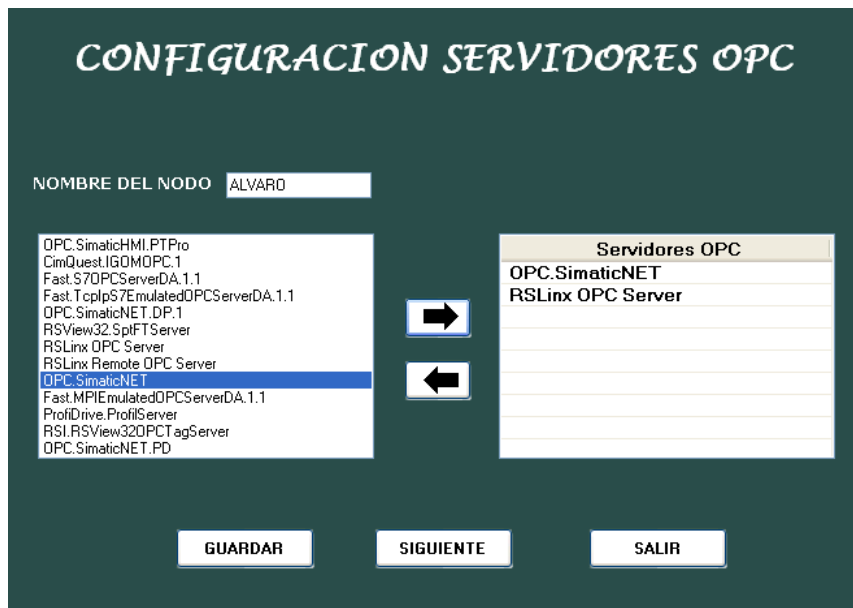 CONFIGURACION SERVIDORES OPC
NOMBRE DEL NODO ALVARO
OPC.SimaticHMI.PTPro
CimQuest.IGOMOPC.1
Fast.S7OPCServerDA.1.1
Fast.TcpIpS7EmulatedOPCServerDA.1.1
OPC.SimaticNET.DP.1
RSView32.SptFTServer
RSLinx OPC Server
RSLinx Remote OPC Server
OPC.SimaticNET
Fast.MPIEmulatedOPCServerDA.1.1
ProfiDrive.ProfilServer
RSI.RSView32OPCTagServer
OPC.SimaticNET.PD
Servidores OPC
OPC.SimaticNET
RSLinx OPC Server
GUARDAR SIGUIENTE SALIR